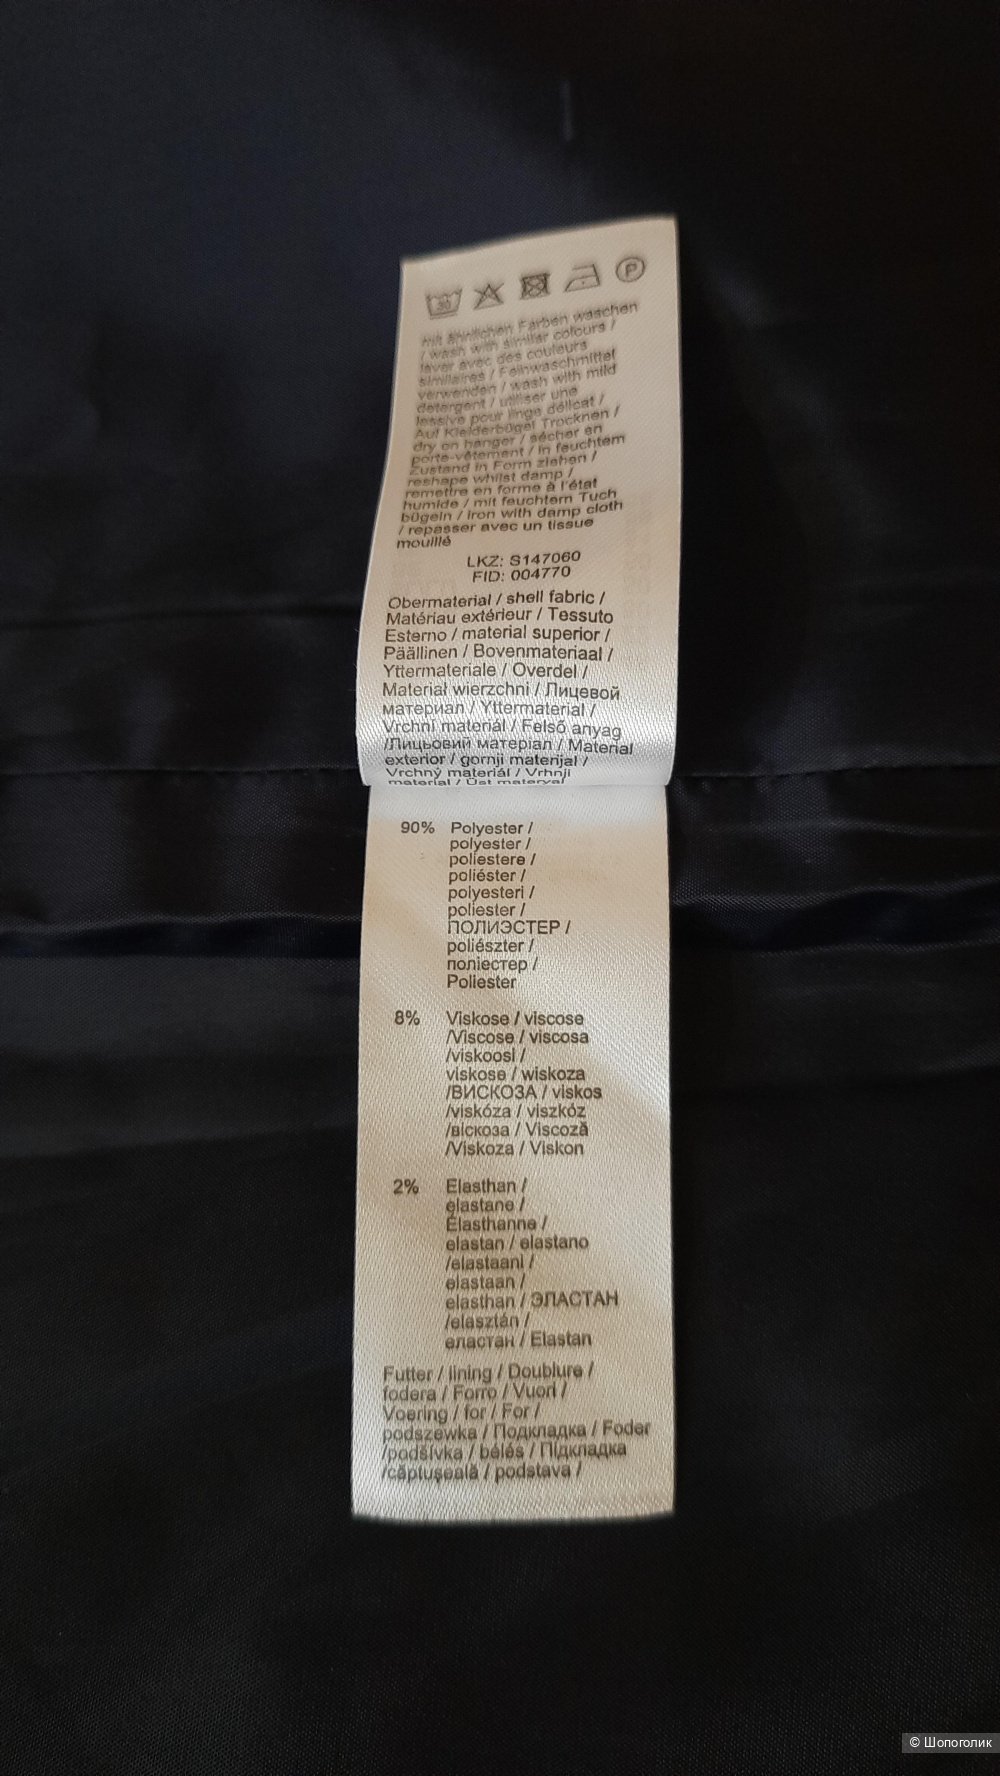 30
P
mit ähnlichen Farben waschen
/ wash with similar colours /
laver avec des couleurs
similaires / Feinwaschmittel
verwenden / wash with mild
detergent / utiliser une
lessive pour linge délicat /
Auf Kleiderbügel Trocknen /
dry on hanger / sécher en
porte-vêtement / in feuchtem
Zustand in Form ziehen /
reshape whilst damp /
remettre en forme à l'état
humide / mit feuchtem Tuch
bügeln / iron with damp cloth
/ repasser avec un tissue
mouillé
LKZ: S147060
FID: 004770
Obermaterial / shell fabric /
Matériau extérieur / Tessuto
Esterno / material superior /
Päällinen / Bovenmateriaal /
Yttermateriale / Overdel /
Materiał wierzchni / Лицевой
материал / Yttermaterial /
Vrchní materiál / Felső anyag
/Лицьовий матеріал / Material
exterior / gornji materijal /
Vrchný materiál / Vrhnji
material / Üst materyal
90% Polyester /
polyester /
poliestere /
poliéster /
polyesteri /
poliester /
ПОЛИЭСТЕР /
poliészter /
поліестер /
Poliester
8% Viskose / viscose
/Viscose / viscosa
/viskoosi /
viskose / wiskoza
/ВИСКОЗА / viskos
/viskóza / viszkóz
/віскоза / Viscoză
/Viskoza / Viskon
2% Elasthan /
elastane /
Élasthanne /
elastan / elastano
/elastaani /
elastaan /
elasthan / ЭЛАСТАН
/elasztán /
еластан / Elastan
Futter / lining / Doublure /
fodera / Forro / Vuori /
Voering / for / For /
podszewka / Подкладка / Foder
/podšívka / bélés / Підкладка
/căptuşeală / podstava /
© Шопоголик